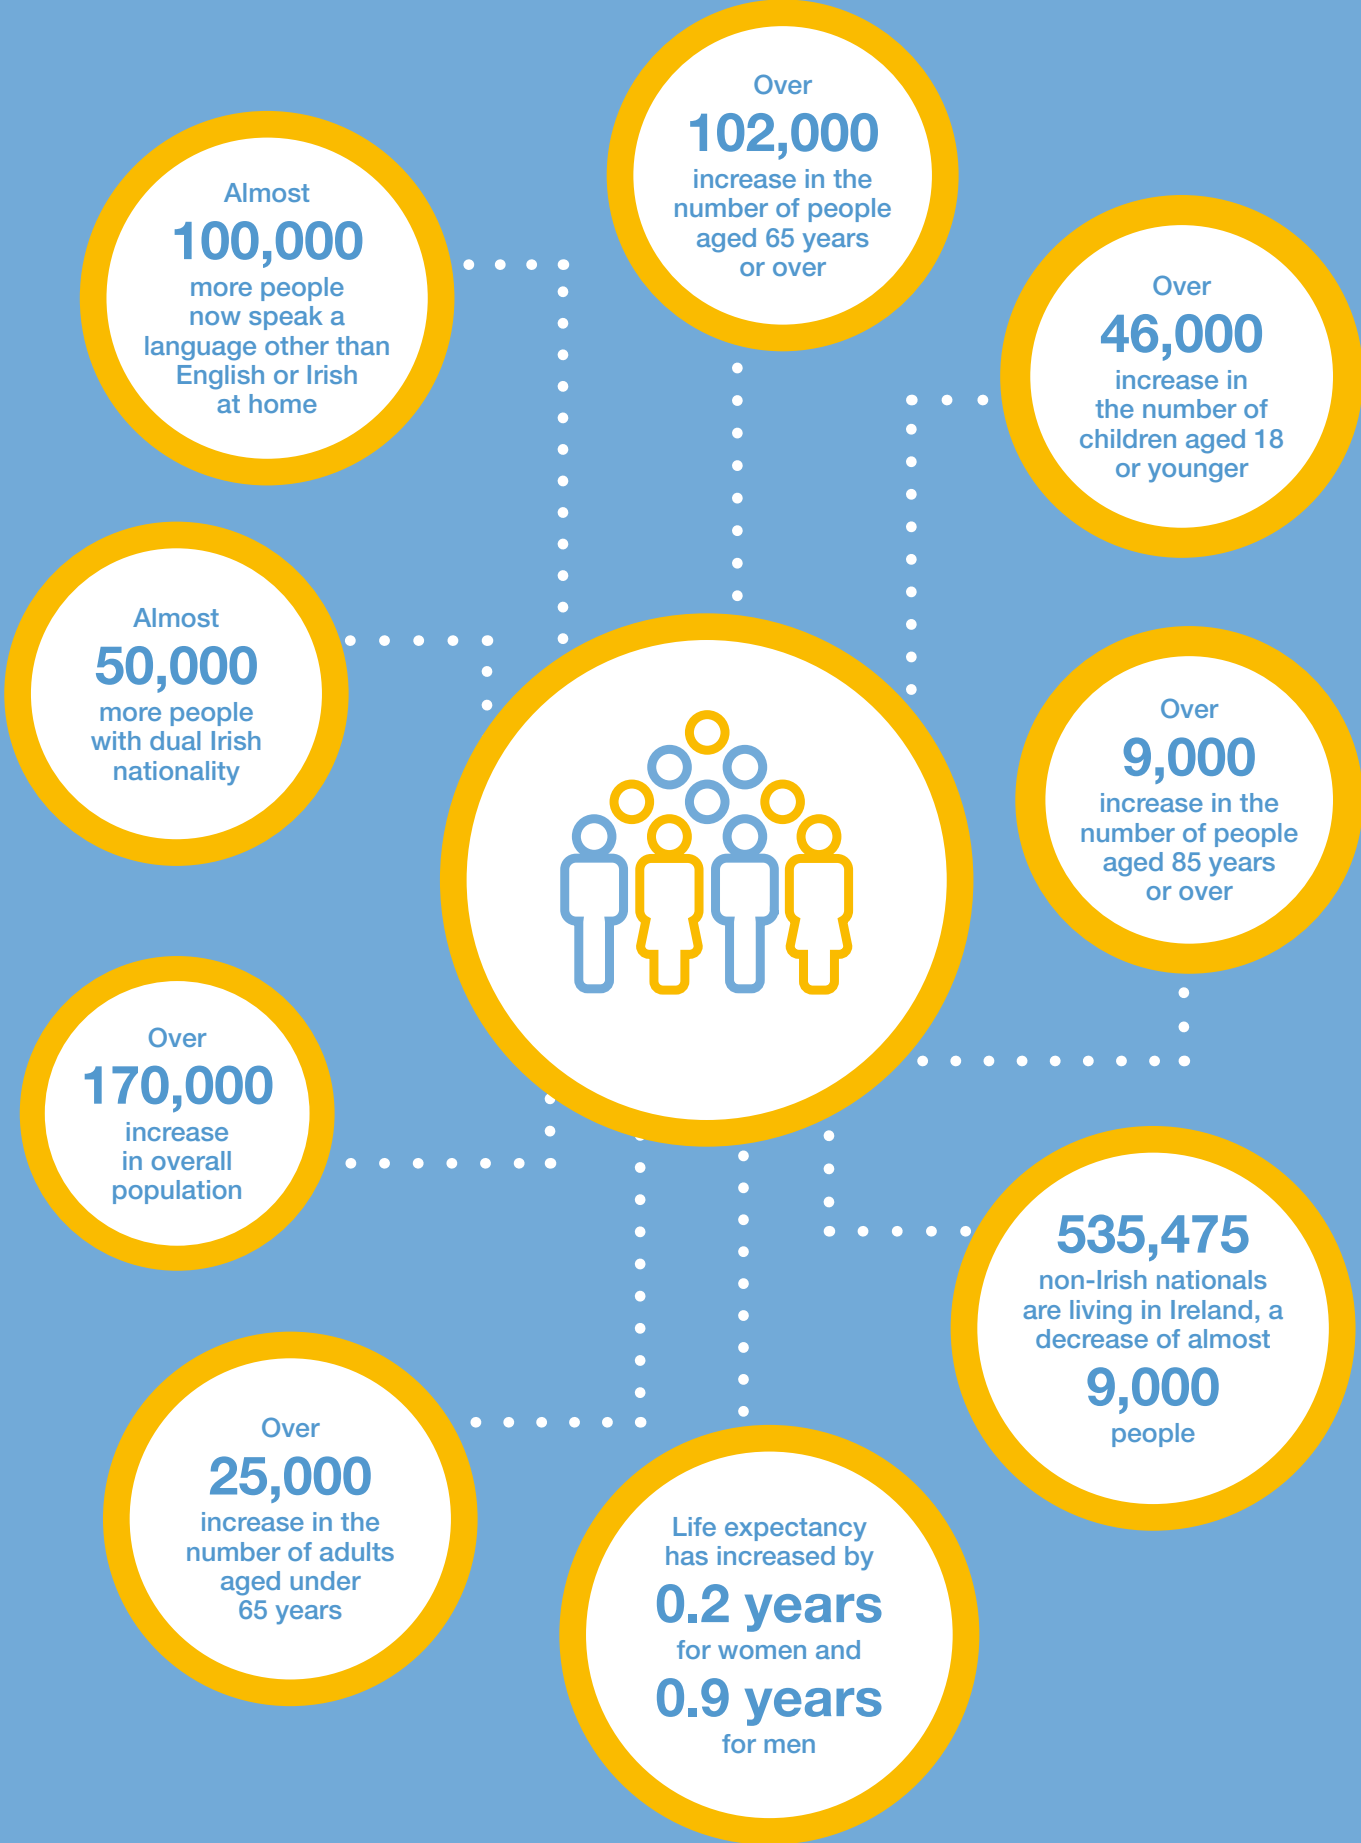 Over
102,000
increase in the
number of people
aged 65 years
or over
Almost
100,000
more people
now speak a
language other than
English or Irish
at home
Over
46,000
increase in
the number of
children aged 18
or younger
Almost
50,000
more people
with dual Irish
nationality
Over
9,000
increase in the
number of people
aged 85 years
or over
Over
170,000
increase
in overall
population
535,475
non-Irish nationals
are living in Ireland, a
decrease of almost
9,000
people
Over
25,000
increase in the
number of adults
aged under
65 years
Life expectancy
has increased by
0.2 years
for women and
0.9 years
for men